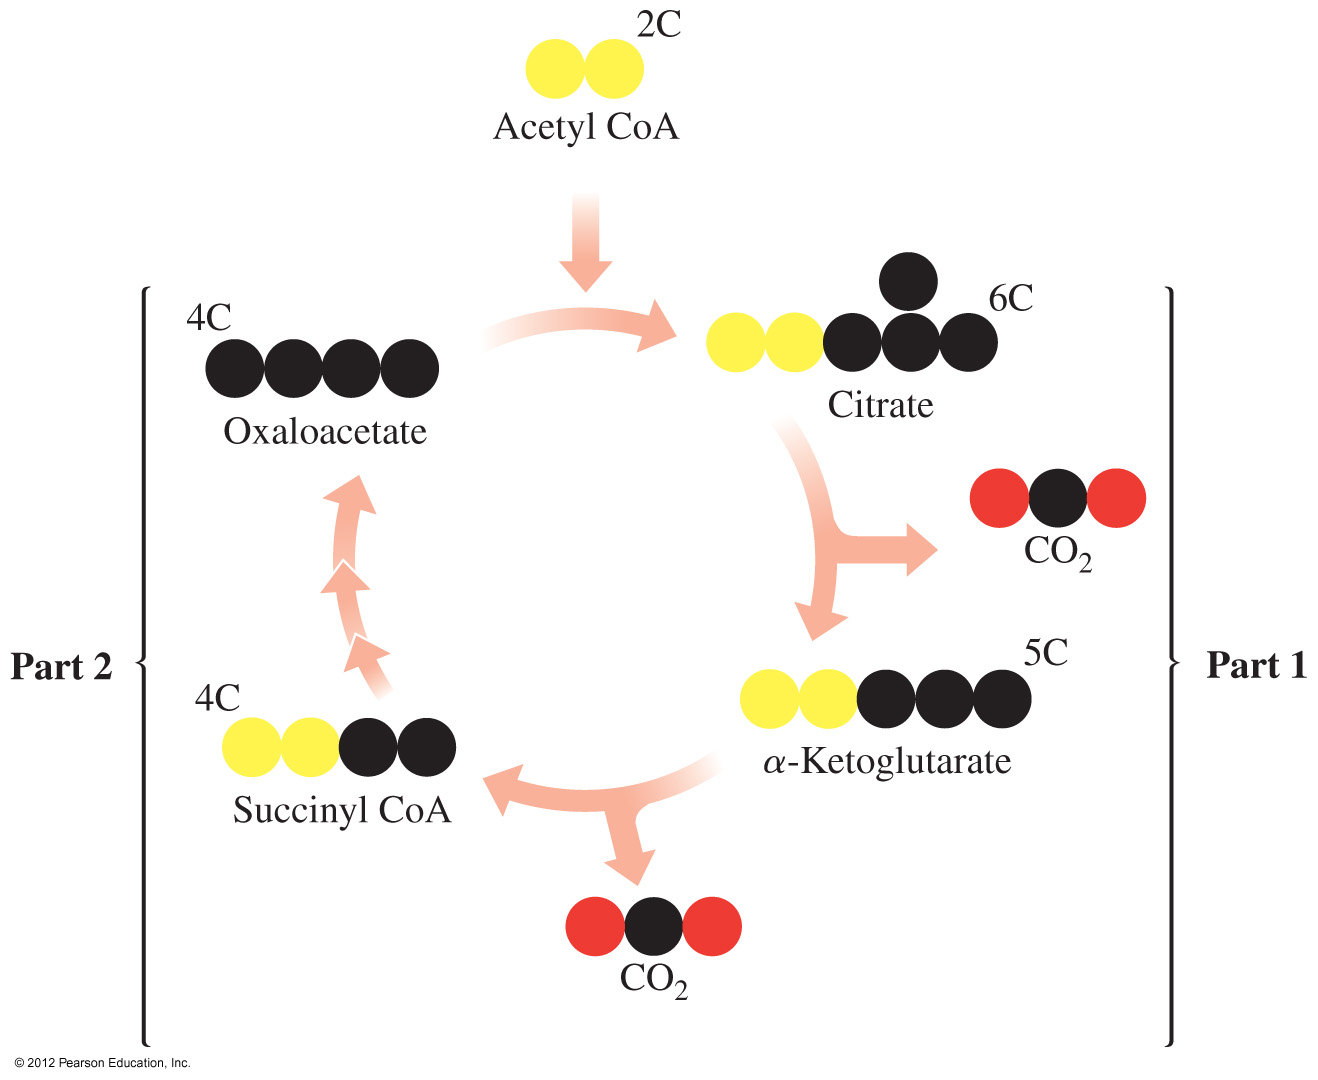 2C
Acetyl CoA
4C
Oxaloacetate
6C
Citrate
CO₂
Part 2
Part 1
5C
α-Ketoglutarate
4C
Succinyl CoA
CO₂
© 2012 Pearson Education, Inc.